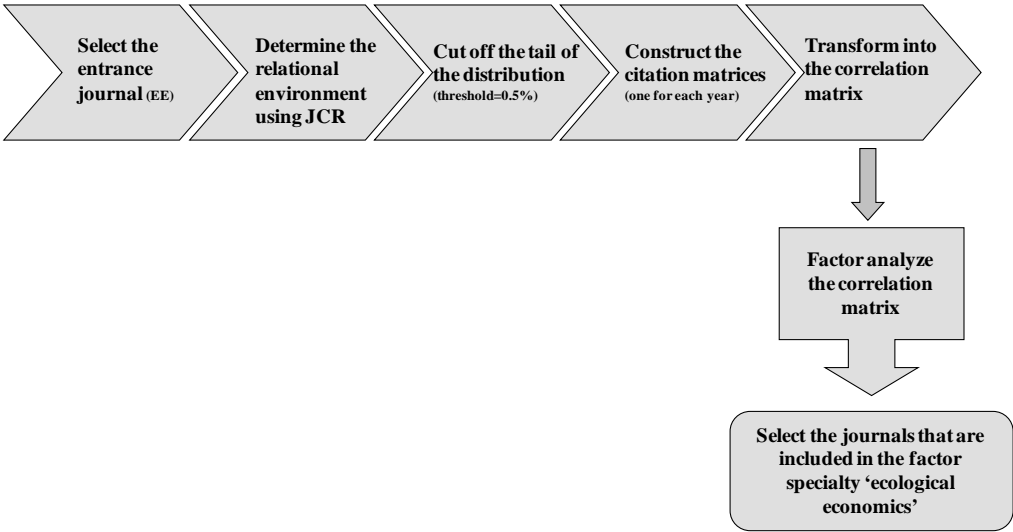 Select the
entrance
journal (EE)
Determine the
relational
environment
using JCR
Cut off the tail of
the distribution
(threshold=0.5%)
Construct the
citation matrices
(one for each year)
Transform into
the correlation
matrix
Factor analyze
the correlation
matrix
Select the journals that are
included in the factor
specialty ‘ecological
economics’